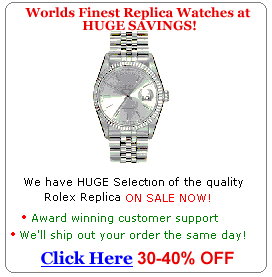 Worlds Finest Replica Watches at
HUGE SAVINGS!
We have HUGE Selection of the quality
Rolex Replica ON SALE NOW!
• Award winning customer support
• We'll ship out your order the same day!
Click Here 30-40% OFF